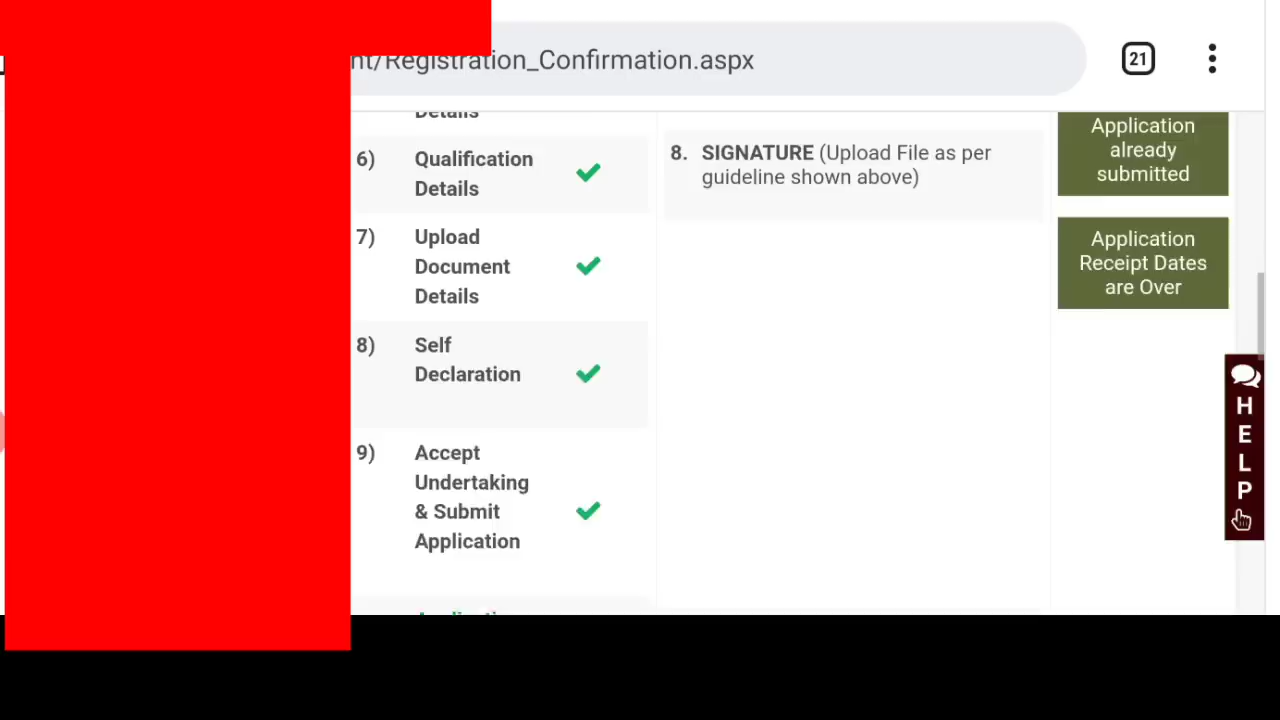 nt/Registration_Confirmation.aspx
21
Details
6) Qualification
Details
7) Upload
Document
Details
8) Self
Declaration
9) Accept
Undertaking
& Submit
Application
8. SIGNATURE (Upload File as per
guideline shown above)
Application
already
submitted
Application
Receipt Dates
are Over
HELP